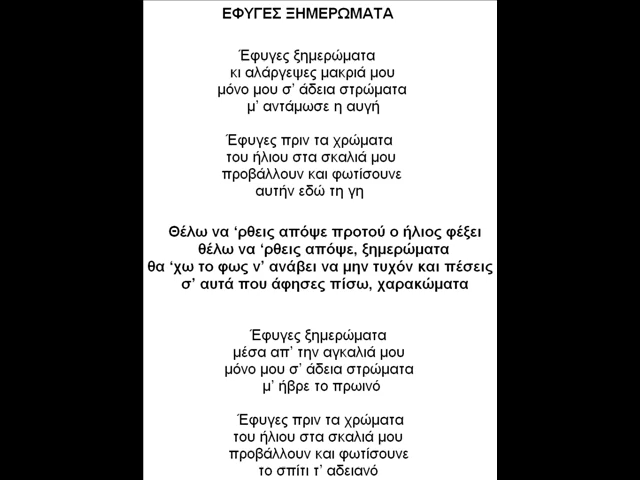 ΕΦΥΓΕΣ ΞΗΜΕΡΩΜΑΤΑ
Έφυγες ξημερώματα
κι αλάργεψες μακριά μου
μόνο μου σ’ άδεια στρώματα
μ’ αντάμωσε η αυγή
Έφυγες πριν τα χρώματα
του ήλιου στα σκαλιά μου
προβάλλουν και φωτίσουνε
αυτήν εδώ τη γη
Θέλω να ‘ρθεις απόψε προτού ο ήλιος φέξει
θέλω να ‘ρθεις απόψε, ξημερώματα
θα ‘χω το φως ν’ ανάβει να μην τυχόν και πέσεις
σ’ αυτά που άφησες πίσω, χαρακώματα
Έφυγες ξημερώματα
μέσα απ’ την αγκαλιά μου
μόνο μου σ’ άδεια στρώματα
μ’ ήβρε το πρωινό
Έφυγες πριν τα χρώματα
του ήλιου στα σκαλιά μου
προβάλλουν και φωτίσουνε
το σπίτι τ’ αδειανό